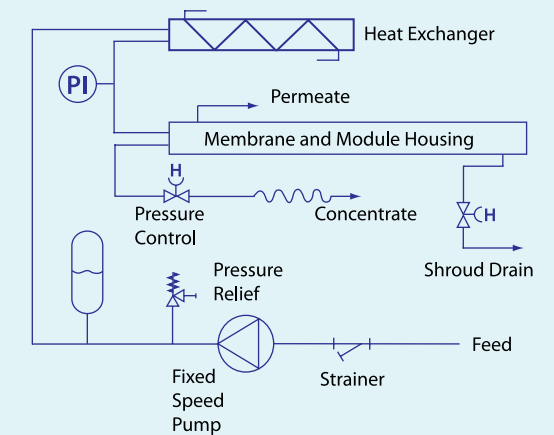 Heat Exchanger
PI
Permeate
Membrane and Module Housing
H
Pressure
Control
Concentrate
H
Shroud Drain
Pressure
Relief
Feed
Fixed
Speed
Pump
Strainer